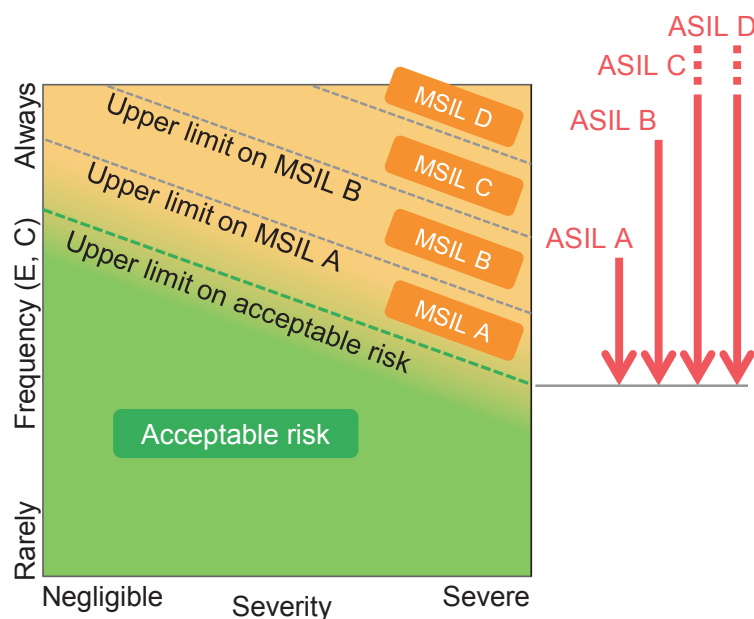 ASIL D
ASIL C
ASIL B
ASIL A
MSIL D
MSIL C
MSIL B
MSIL A
Upper limit on MSIL B
Upper limit on MSIL A
Upper limit on acceptable risk
Acceptable risk
Always
Frequency (E, C)
Rarely
Negligible
Severity
Severe